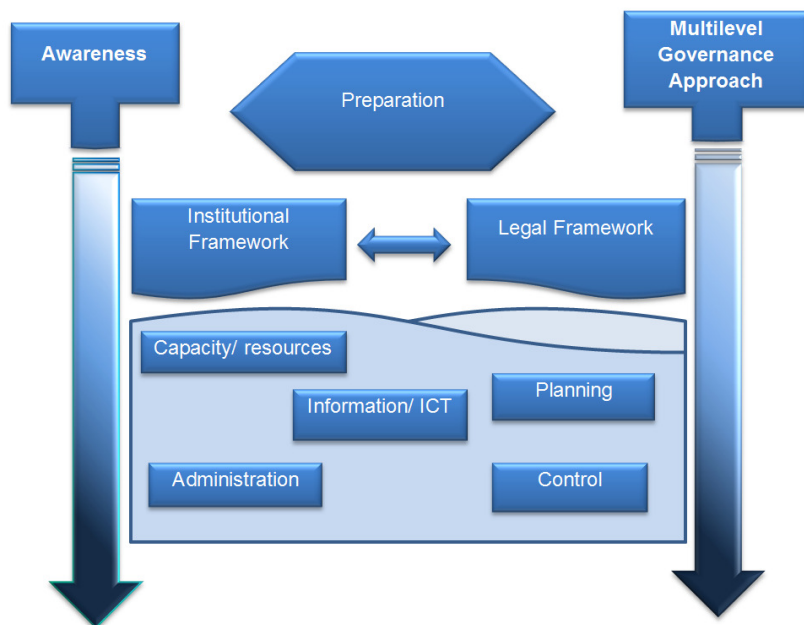 Awareness
Multilevel
Governance
Approach
Preparation
Institutional
Framework
Legal Framework
Capacity/ resources
Information/ ICT
Planning
Administration
Control